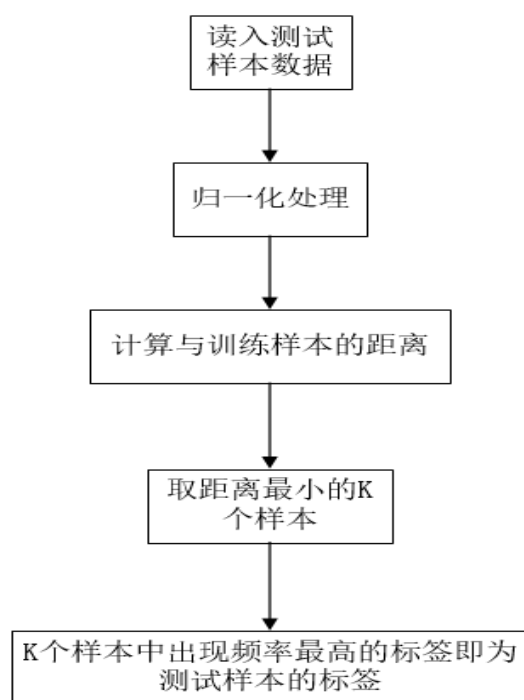 读入测试
样本数据
归一化处理
计算与训练样本的距离
取距离最小的K
个样本
K个样本中出现频率最高的标签即为
测试样本的标签